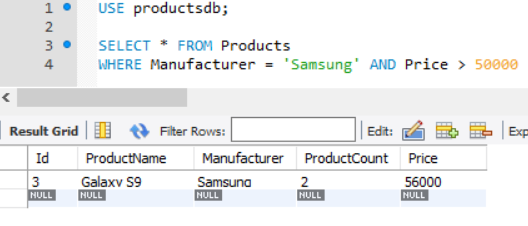 1 USE productsdb;
2
3 SELECT * FROM Products
4 WHERE Manufacturer = 'Samsung' AND Price > 50000
Result Grid Filter Rows: Edit: Exp
Id ProductName Manufacturer ProductCount Price
3 Galaxy S9 Samsung 2 56000
NULL NULL NULL NULL NULL